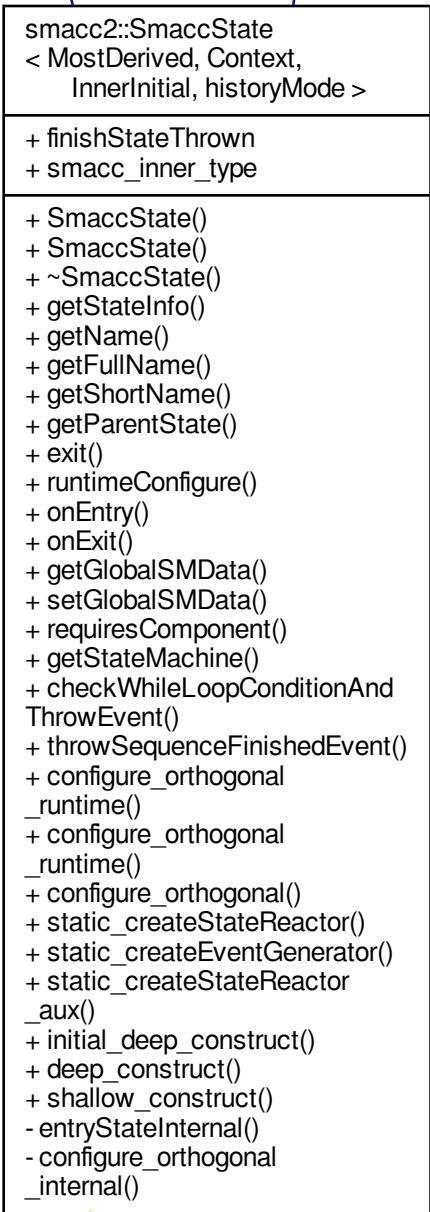 smacc2::SmaccState
< MostDerived, Context,
InnerInitial, historyMode >
+ finishStateThrown
+ smacc_inner_type
+ SmaccState()
+ SmaccState()
+ ~SmaccState()
+ getStateInfo()
+ getName()
+ getFullName()
+ getShortName()
+ getParentState()
+ exit()
+ runtimeConfigure()
+ onEntry()
+ onExit()
+ getGlobalSMData()
+ setGlobalSMData()
+ requiresComponent()
+ getStateMachine()
+ checkWhileLoopConditionAnd
ThrowEvent()
+ throwSequenceFinishedEvent()
+ configure_orthogonal
_runtime()
+ configure_orthogonal
_runtime()
+ configure_orthogonal()
+ static_createStateReactor()
+ static_createEventGenerator()
+ static_createStateReactor
_aux()
+ initial_deep_construct()
+ deep_construct()
+ shallow_construct()
- entryStateInternal()
- configure_orthogonal
_internal()